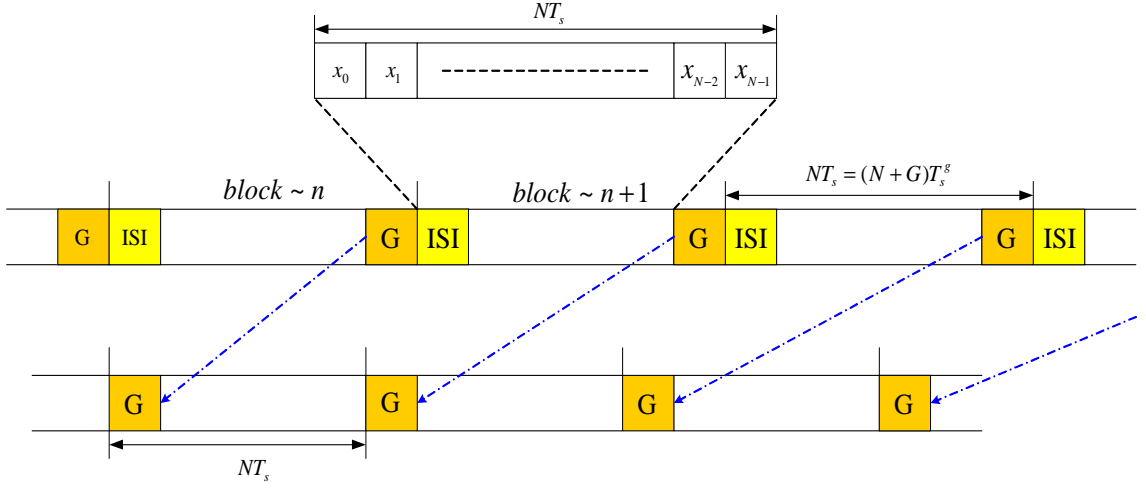 NT_s
x_0 x_1 x_{N-2} x_{N-1}
block ~ n block ~ n+1 NT_s = (N+G)T_s^g
G ISI G ISI G ISI G ISI
G G G G
NT_s